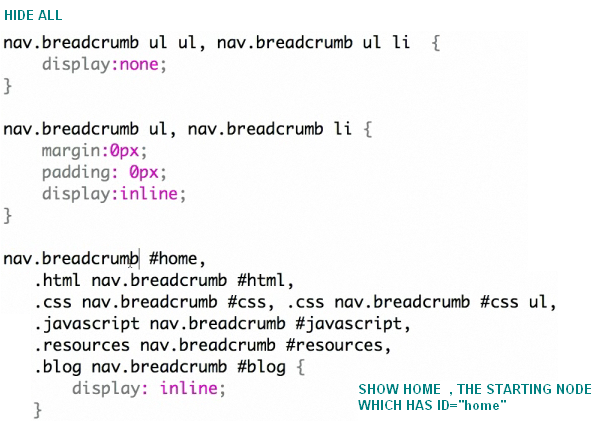 HIDE ALL
nav.breadcrumb ul ul, nav.breadcrumb ul li {
display:none;
}
nav.breadcrumb ul, nav.breadcrumb li {
margin:0px;
padding: 0px;
display:inline;
}
nav.breadcrumb #home,
.html nav.breadcrumb #html,
.css nav.breadcrumb #css, .css nav.breadcrumb #css ul,
.javascript nav.breadcrumb #javascript,
.resources nav.breadcrumb #resources,
.blog nav.breadcrumb #blog {
display: inline;
}
SHOW HOME , THE STARTING NODE
WHICH HAS ID="home"